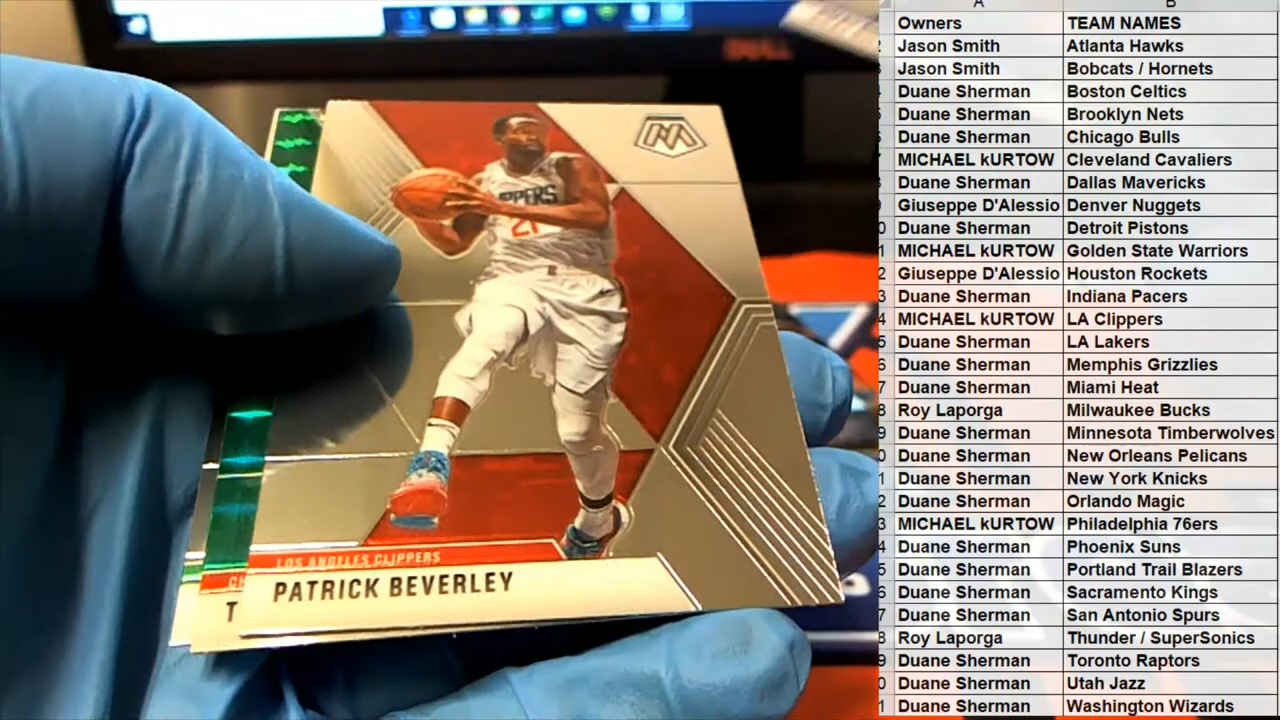 CLIPPERS
21
LOS ANGELES CLIPPERS
PATRICK BEVERLEY
CH
T
A B
Owners TEAM NAMES
Jason Smith Atlanta Hawks
Jason Smith Bobcats / Hornets
Duane Sherman Boston Celtics
Duane Sherman Brooklyn Nets
Duane Sherman Chicago Bulls
MICHAEL kURTOW Cleveland Cavaliers
Duane Sherman Dallas Mavericks
Giuseppe D'Alessio Denver Nuggets
Duane Sherman Detroit Pistons
MICHAEL kURTOW Golden State Warriors
Giuseppe D'Alessio Houston Rockets
Duane Sherman Indiana Pacers
MICHAEL kURTOW LA Clippers
Duane Sherman LA Lakers
Duane Sherman Memphis Grizzlies
Duane Sherman Miami Heat
Roy Laporga Milwaukee Bucks
Duane Sherman Minnesota Timberwolves
Duane Sherman New Orleans Pelicans
Duane Sherman New York Knicks
Duane Sherman Orlando Magic
MICHAEL kURTOW Philadelphia 76ers
Duane Sherman Phoenix Suns
Duane Sherman Portland Trail Blazers
Duane Sherman Sacramento Kings
Duane Sherman San Antonio Spurs
Roy Laporga Thunder / SuperSonics
Duane Sherman Toronto Raptors
Duane Sherman Utah Jazz
Duane Sherman Washington Wizards